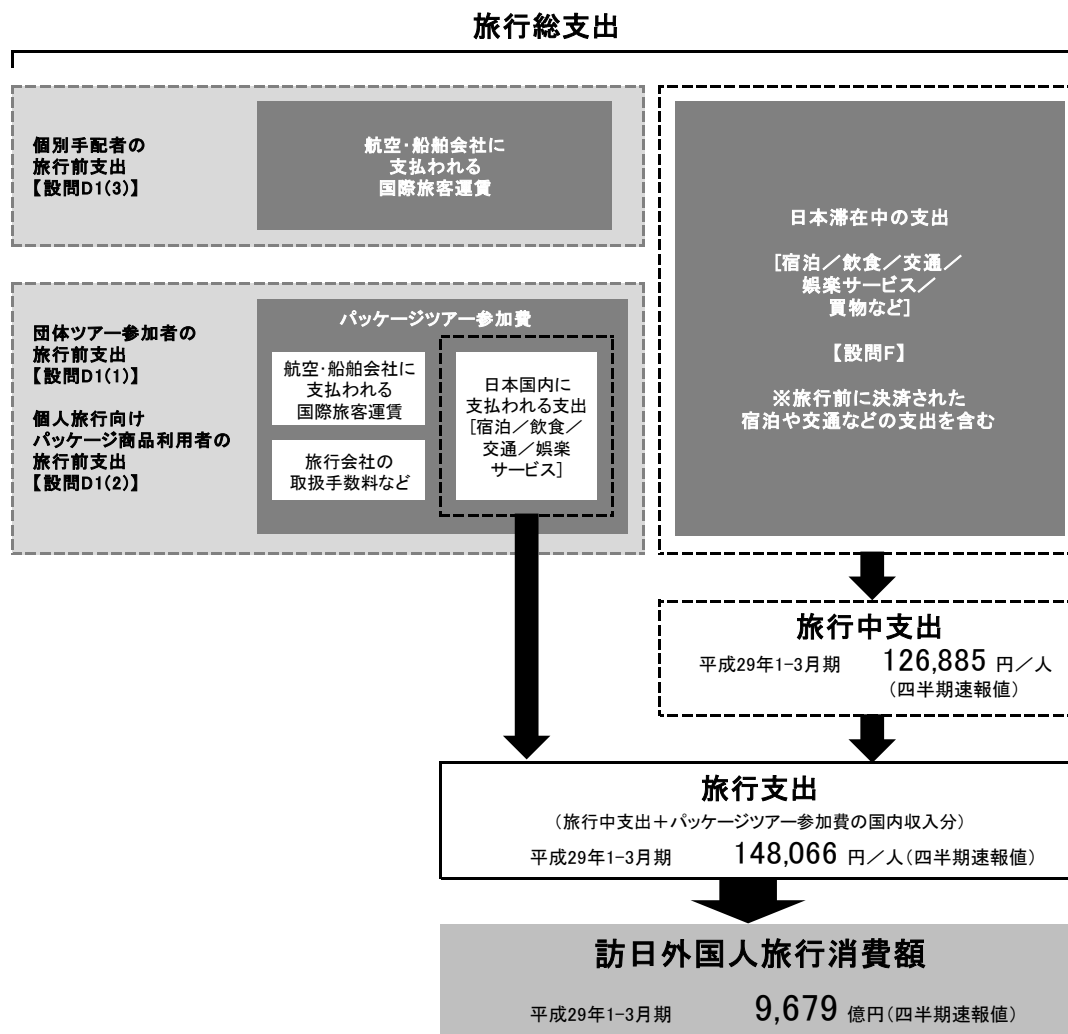 旅行総支出
個別手配者の
旅行前支出
【設問D1(3)】
航空・船舶会社に
支払われる
国際旅客運賃
団体ツアー参加者の
旅行前支出
【設問D1(1)】
個人旅行向け
パッケージ商品利用者の
旅行前支出
【設問D1(2)】
パッケージツアー参加費
航空・船舶会社に
支払われる
国際旅客運賃
旅行会社の
取扱手数料など
日本国内に
支払われる支出
[宿泊／飲食／
交通／娯楽
サービス]
日本滞在中の支出
[宿泊／飲食／交通／
娯楽サービス／
買物など]
【設問F】
※旅行前に決済された
宿泊や交通などの支出を含む
旅行中支出
平成29年1-3月期 126,885 円／人
(四半期速報値)
旅行支出
(旅行中支出＋パッケージツアー参加費の国内収入分)
平成29年1-3月期 148,066 円／人(四半期速報値)
訪日外国人旅行消費額
平成29年1-3月期 9,679 億円(四半期速報値)